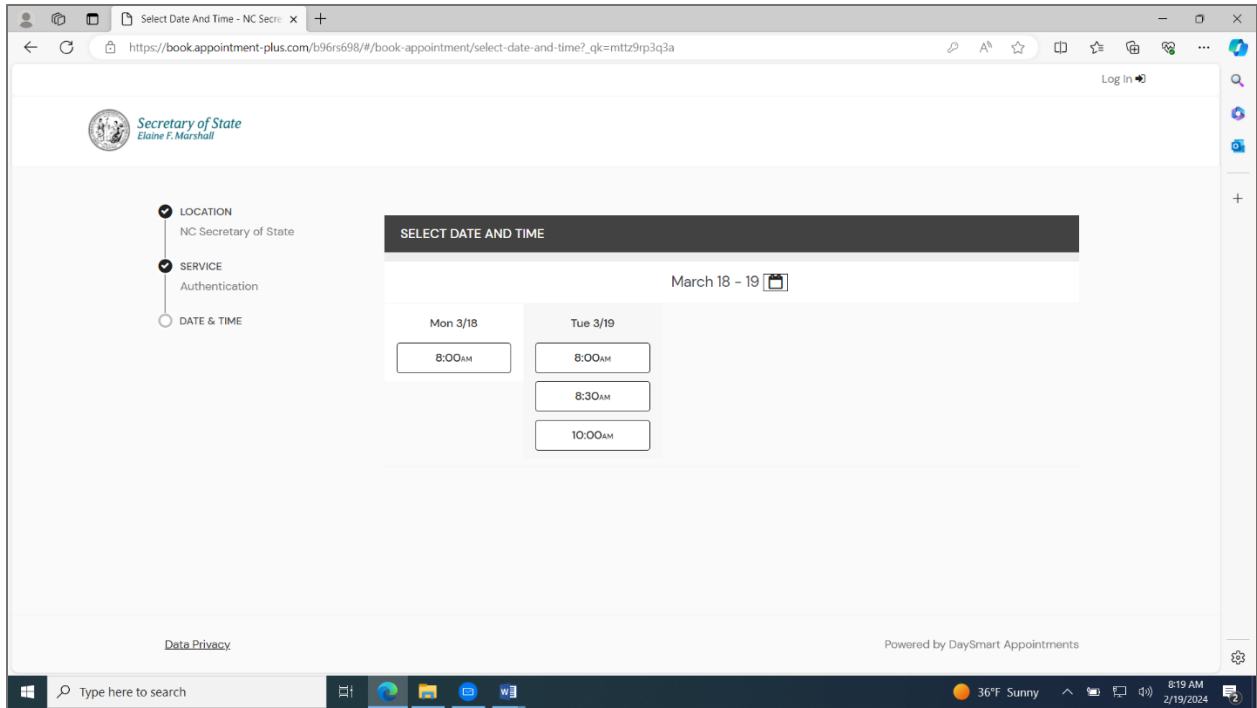 Select Date And Time - NC Secre
https://book.appointment-plus.com/b96rs698/#/book-appointment/select-date-and-time?_qk=mttz9rp3q3a
Log In
Secretary of State
Elaine F. Marshall
LOCATION
NC Secretary of State
SERVICE
Authentication
DATE & TIME
SELECT DATE AND TIME
March 18 - 19
Mon 3/18
Tue 3/19
8:00AM
8:00AM
8:30AM
10:00AM
Data Privacy
Powered by DaySmart Appointments
Type here to search
36°F Sunny
8:19 AM
2/19/2024
2